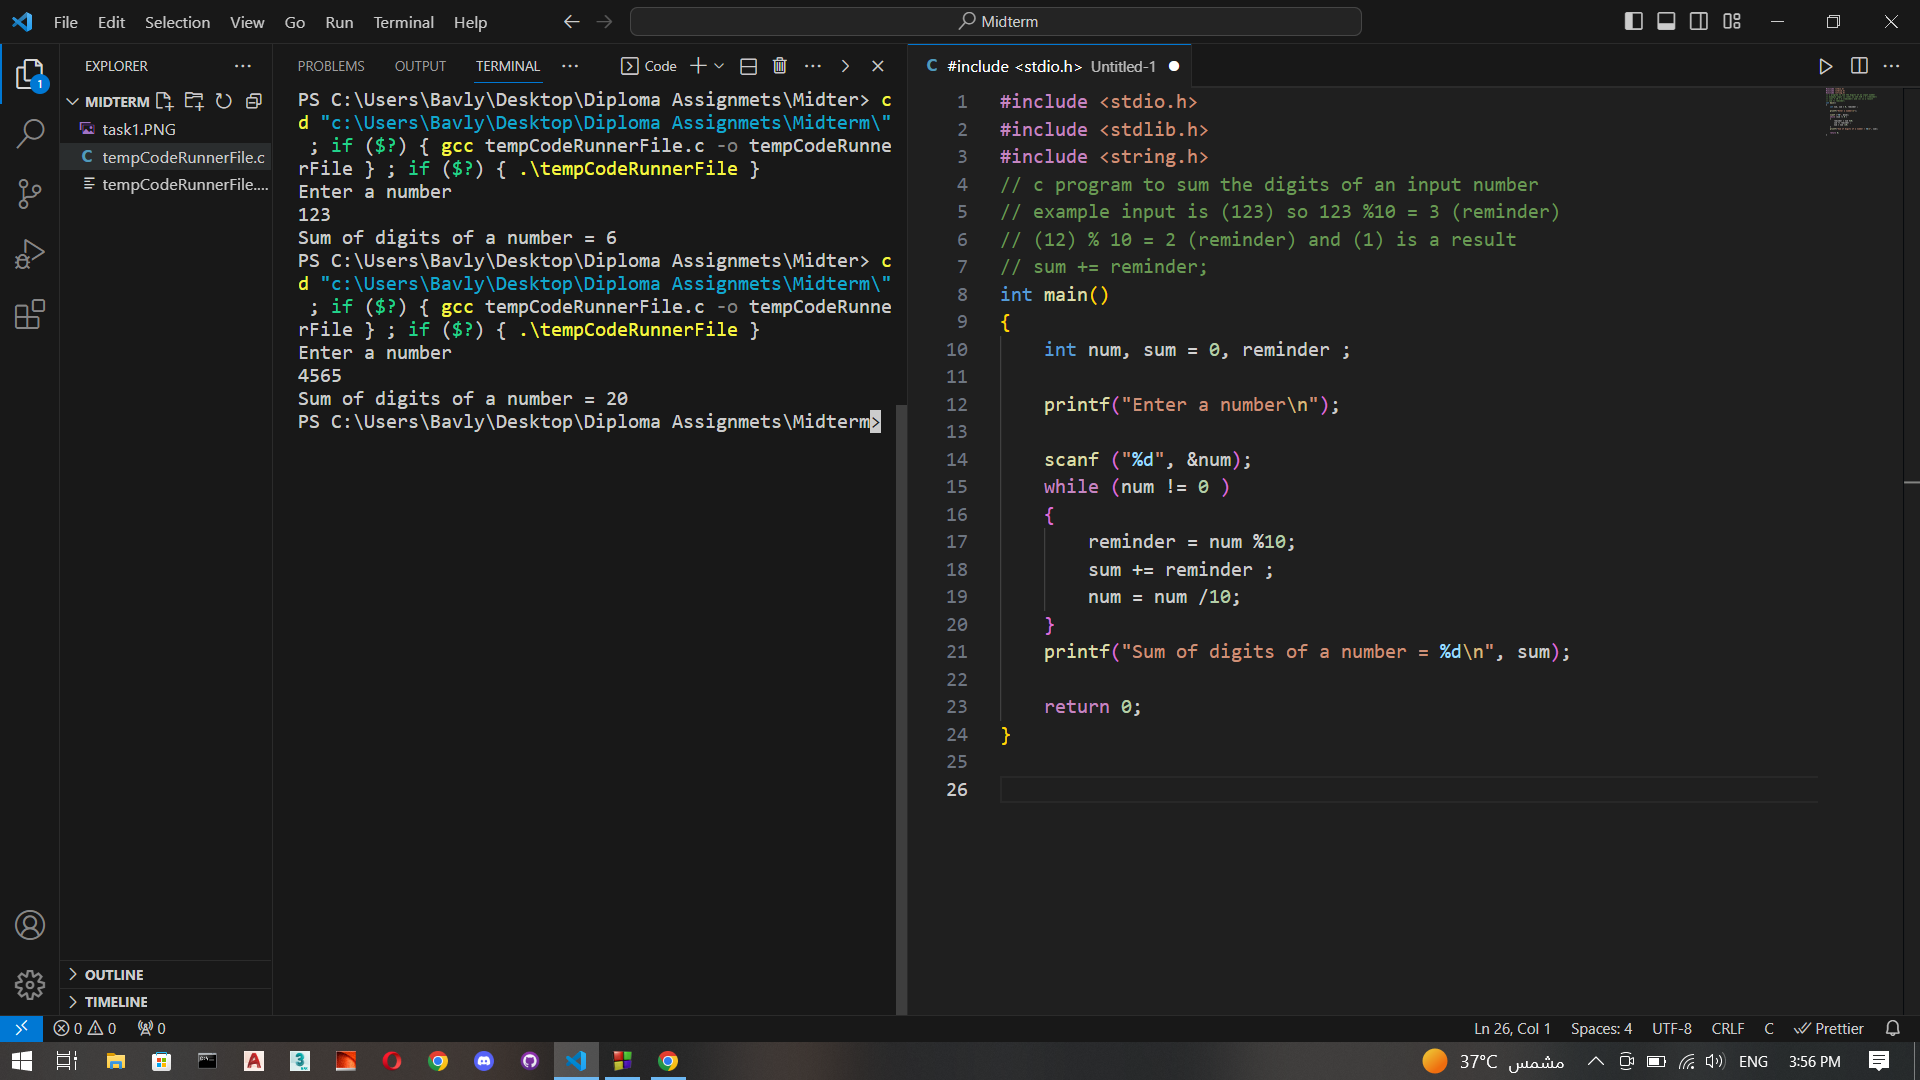 File Edit Selection View Go Run Terminal Help
Midterm
EXPLORER
MIDTERM
task1.PNG
C tempCodeRunnerFile.c
tempCodeRunnerFile....
OUTLINE
TIMELINE
PROBLEMS OUTPUT TERMINAL
Code
PS C:\Users\Bavly\Desktop\Diploma Assignmets\Midter> c
d "c:\Users\Bavly\Desktop\Diploma Assignmets\Midterm\"
; if ($?) { gcc tempCodeRunnerFile.c -o tempCodeRunne
rFile } ; if ($?) { .\tempCodeRunnerFile }
Enter a number
123
Sum of digits of a number = 6
PS C:\Users\Bavly\Desktop\Diploma Assignmets\Midter> c
d "c:\Users\Bavly\Desktop\Diploma Assignmets\Midterm\"
; if ($?) { gcc tempCodeRunnerFile.c -o tempCodeRunne
rFile } ; if ($?) { .\tempCodeRunnerFile }
Enter a number
4565
Sum of digits of a number = 20
PS C:\Users\Bavly\Desktop\Diploma Assignmets\Midterm>
C #include <stdio.h> Untitled-1
1 #include <stdio.h>
2 #include <stdlib.h>
3 #include <string.h>
4 // c program to sum the digits of an input number
5 // example input is (123) so 123 %10 = 3 (reminder)
6 // (12) % 10 = 2 (reminder) and (1) is a result
7 // sum += reminder;
8 int main()
9 {
10 int num, sum = 0, reminder ;
11
12 printf("Enter a number\n");
13
14 scanf ("%d", &num);
15 while (num != 0 )
16 {
17 reminder = num %10;
18 sum += reminder ;
19 num = num /10;
20 }
21 printf("Sum of digits of a number = %d\n", sum);
22
23 return 0;
24 }
25
26
1
0 0 0
Ln 26, Col 1 Spaces: 4 UTF-8 CRLF C Prettier
37°C مشمس ENG 3:56 PM